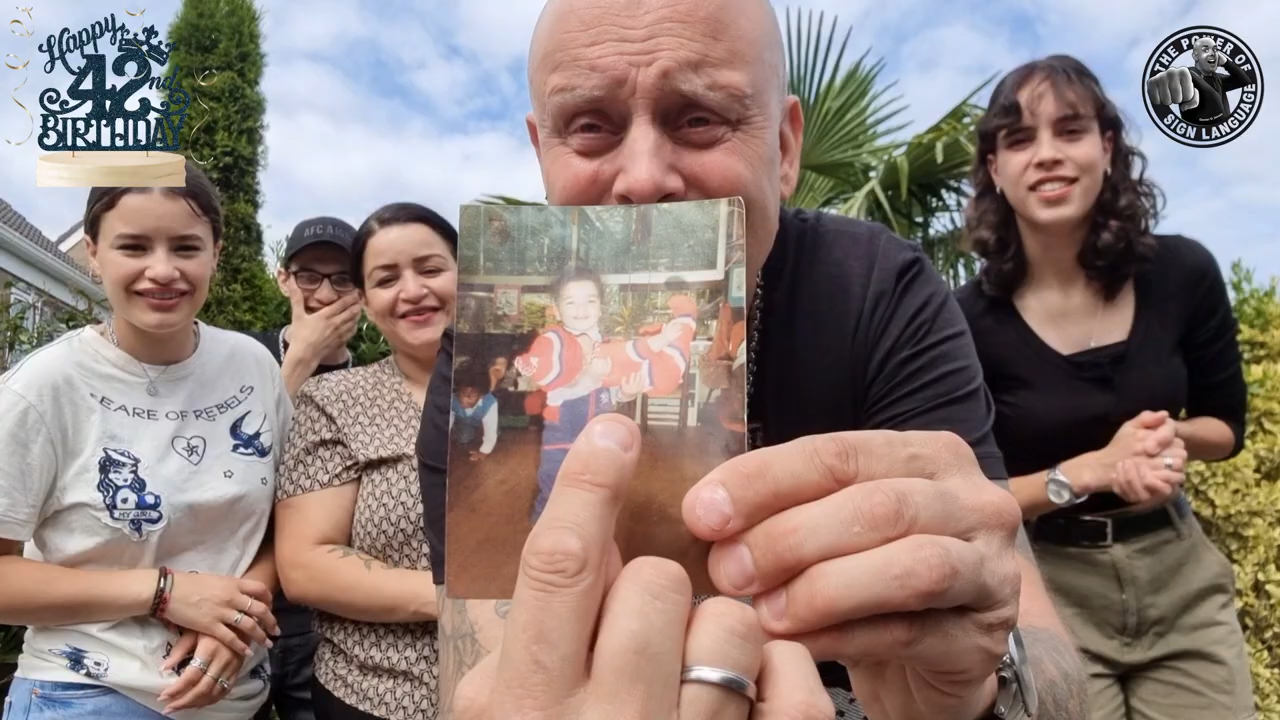 Happy
42nd
BIRTHDAY
THE POWER OF
SIGN LANGUAGE
AFC A
EARE OF REBELS
MY GIRL